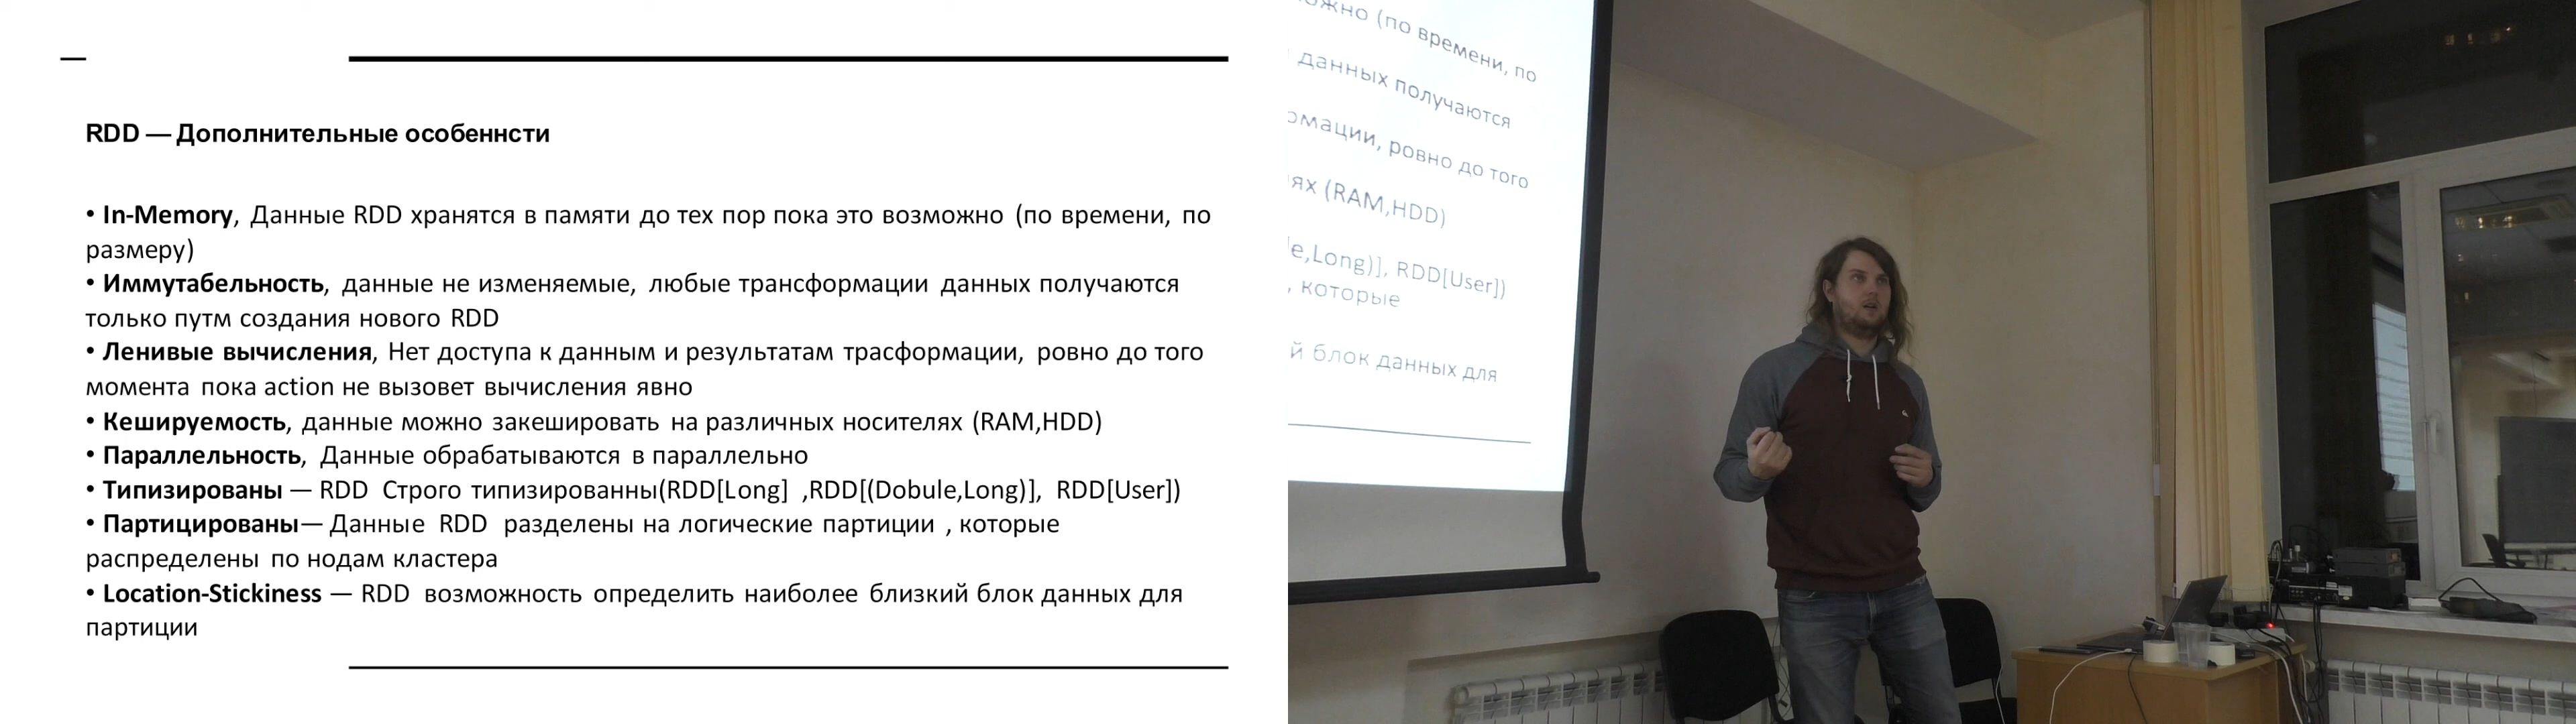 RDD — Дополнительные особеннсти
• In-Memory, Данные RDD хранятся в памяти до тех пор пока это возможно (по времени, по
размеру)
• Иммутабельность, данные не изменяемые, любые трансформации данных получаются
только путм создания нового RDD
• Ленивые вычисления, Нет доступа к данным и результатам трасформации, ровно до того
момента пока action не вызовет вычисления явно
• Кешируемость, данные можно закешировать на различных носителях (RAM,HDD)
• Параллельность, Данные обрабатываются в параллельно
• Типизированы — RDD Строго типизированны(RDD[Long] ,RDD[(Dobule,Long)], RDD[User])
• Партицированы— Данные RDD разделены на логические партиции , которые
распределены по нодам кластера
• Location-Stickiness — RDD возможность определить наиболее близкий блок данных для
партиции
ожно (по времени, по
данных получаются
омации, ровно до того
ях (RAM,HDD)
e,Long)], RDD[User])
, которые
й блок данных для